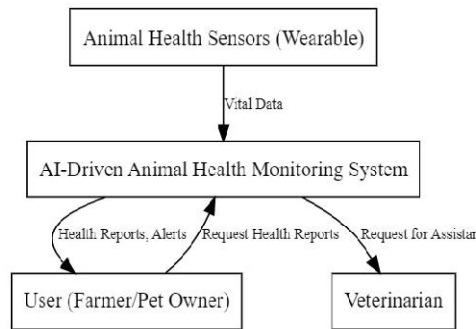 Animal Health Sensors (Wearable)
Vital Data
AI-Driven Animal Health Monitoring System
Health Reports, Alerts
Request Health Reports
Request for
User (Farmer/Pet Owner)
Veterinarian